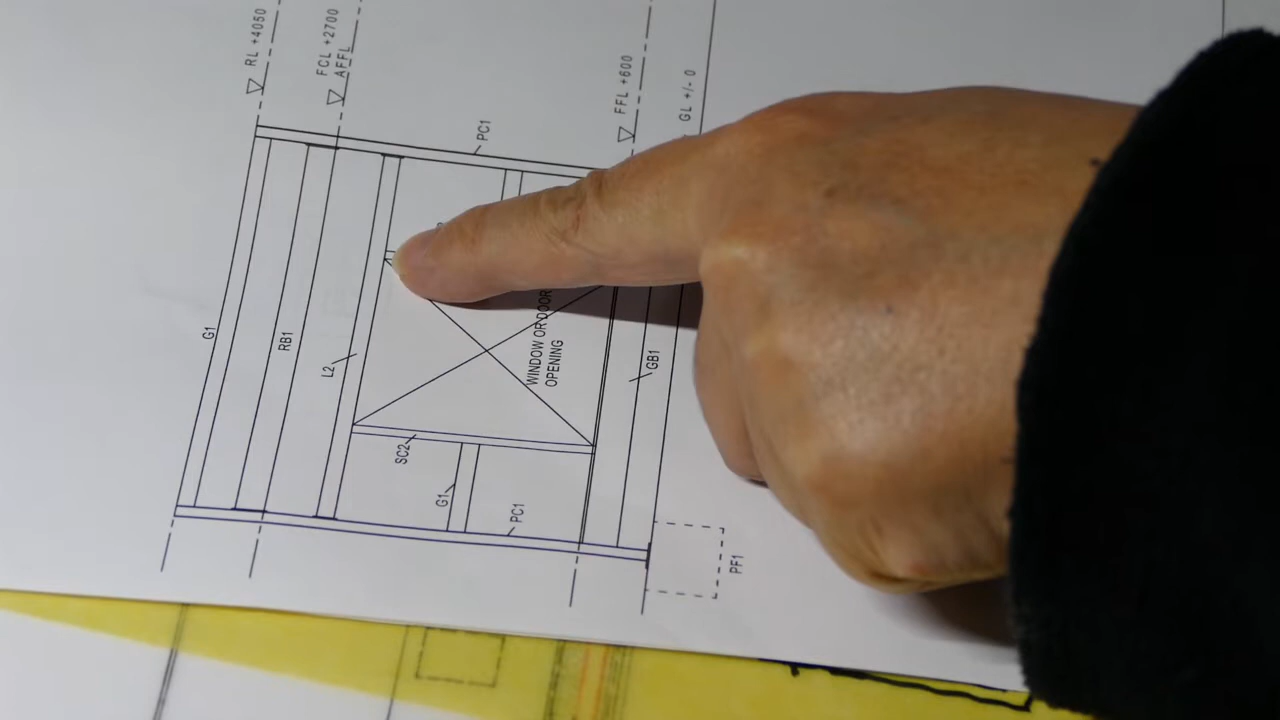 RL +4050
FCL +2700
AFFL
FFL +600
GL +/- 0
PC1
G1
RB1
L2
WINDOW OR DOOR
OPENING
GB1
SC2
G1
PC1
PF1